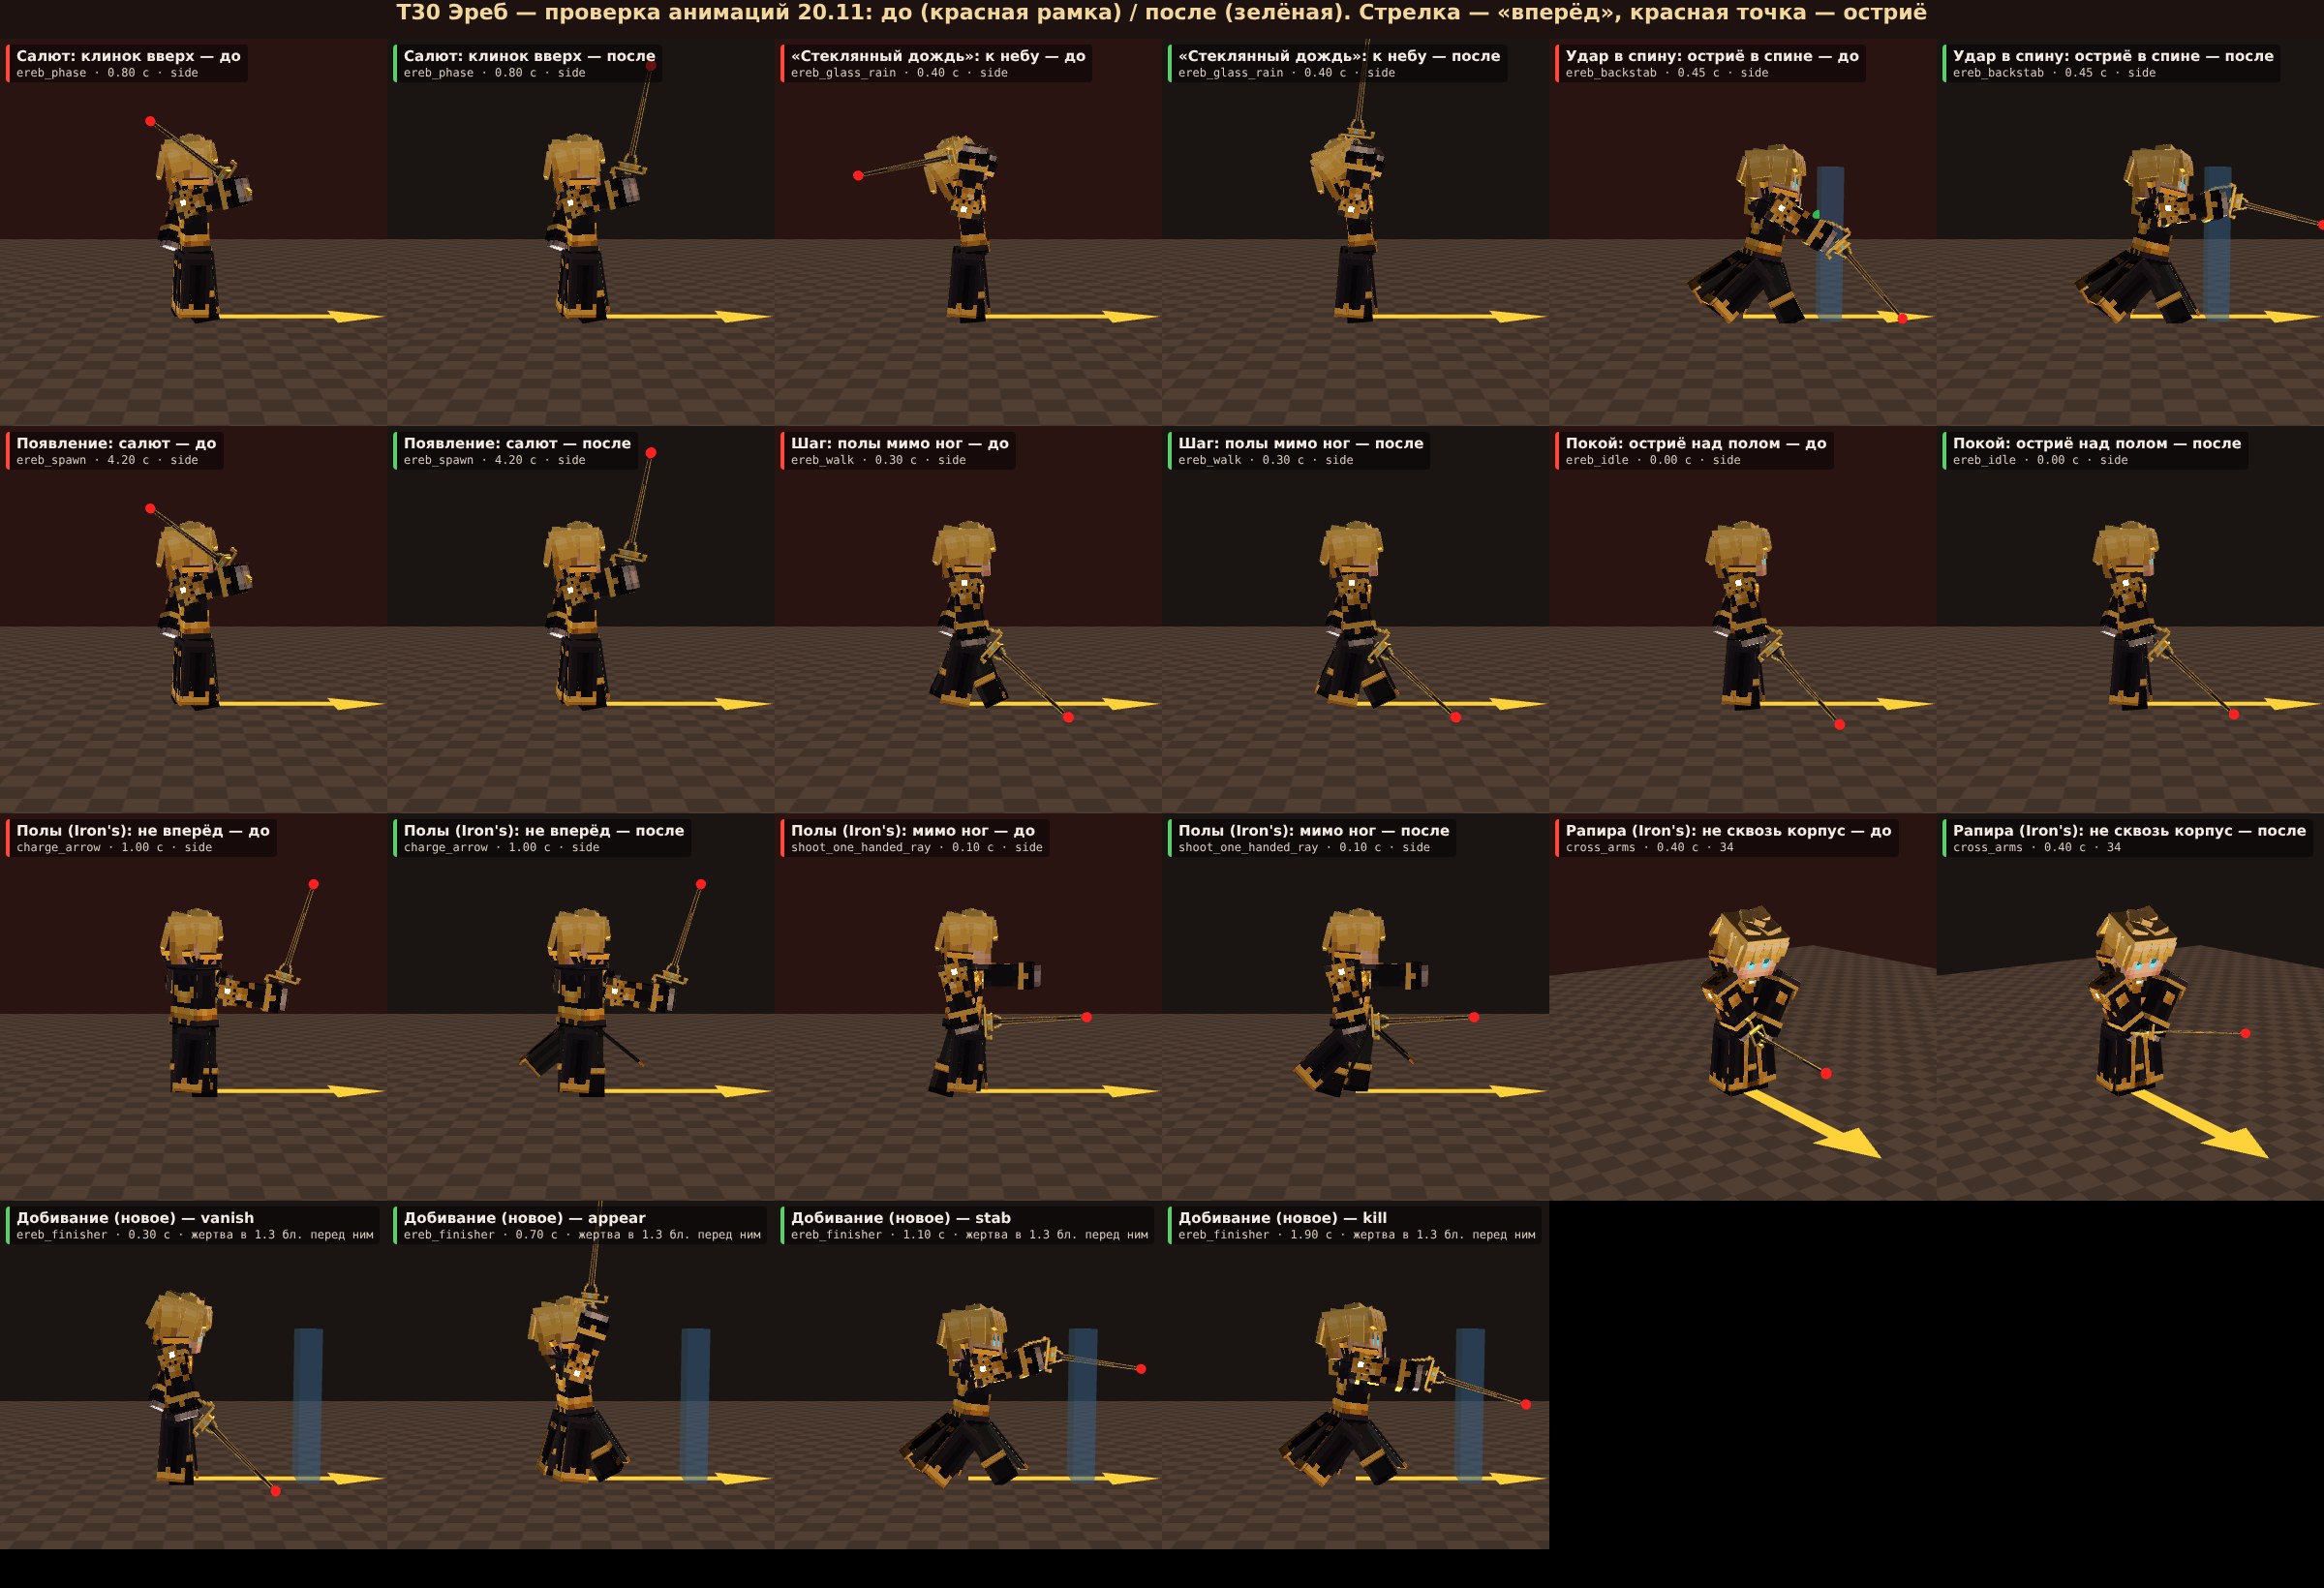 Т30 Эреб — проверка анимаций 20.11: до (красная рамка) / после (зелёная). Стрелка — «вперёд», красная точка — остриё
Салют: клинок вверх — до
ereb_phase · 0.80 с · side
Салют: клинок вверх — после
ereb_phase · 0.80 с · side
«Стеклянный дождь»: к небу — до
ereb_glass_rain · 0.40 с · side
«Стеклянный дождь»: к небу — после
ereb_glass_rain · 0.40 с · side
Удар в спину: остриё в спине — до
ereb_backstab · 0.45 с · side
Удар в спину: остриё в спине — после
ereb_backstab · 0.45 с · side
Появление: салют — до
ereb_spawn · 4.20 с · side
Появление: салют — после
ereb_spawn · 4.20 с · side
Шаг: полы мимо ног — до
ereb_walk · 0.30 с · side
Шаг: полы мимо ног — после
ereb_walk · 0.30 с · side
Покой: остриё над полом — до
ereb_idle · 0.00 с · side
Покой: остриё над полом — после
ereb_idle · 0.00 с · side
Полы (Iron's): не вперёд — до
charge_arrow · 1.00 с · side
Полы (Iron's): не вперёд — после
charge_arrow · 1.00 с · side
Полы (Iron's): мимо ног — до
shoot_one_handed_ray · 0.10 с · side
Полы (Iron's): мимо ног — после
shoot_one_handed_ray · 0.10 с · side
Рапира (Iron's): не сквозь корпус — до
cross_arms · 0.40 с · 34
Рапира (Iron's): не сквозь корпус — после
cross_arms · 0.40 с · 34
Добивание (новое) — vanish
ereb_finisher · 0.30 с · жертва в 1.3 бл. перед ним
Добивание (новое) — appear
ereb_finisher · 0.70 с · жертва в 1.3 бл. перед ним
Добивание (новое) — stab
ereb_finisher · 1.10 с · жертва в 1.3 бл. перед ним
Добивание (новое) — kill
ereb_finisher · 1.90 с · жертва в 1.3 бл. перед ним